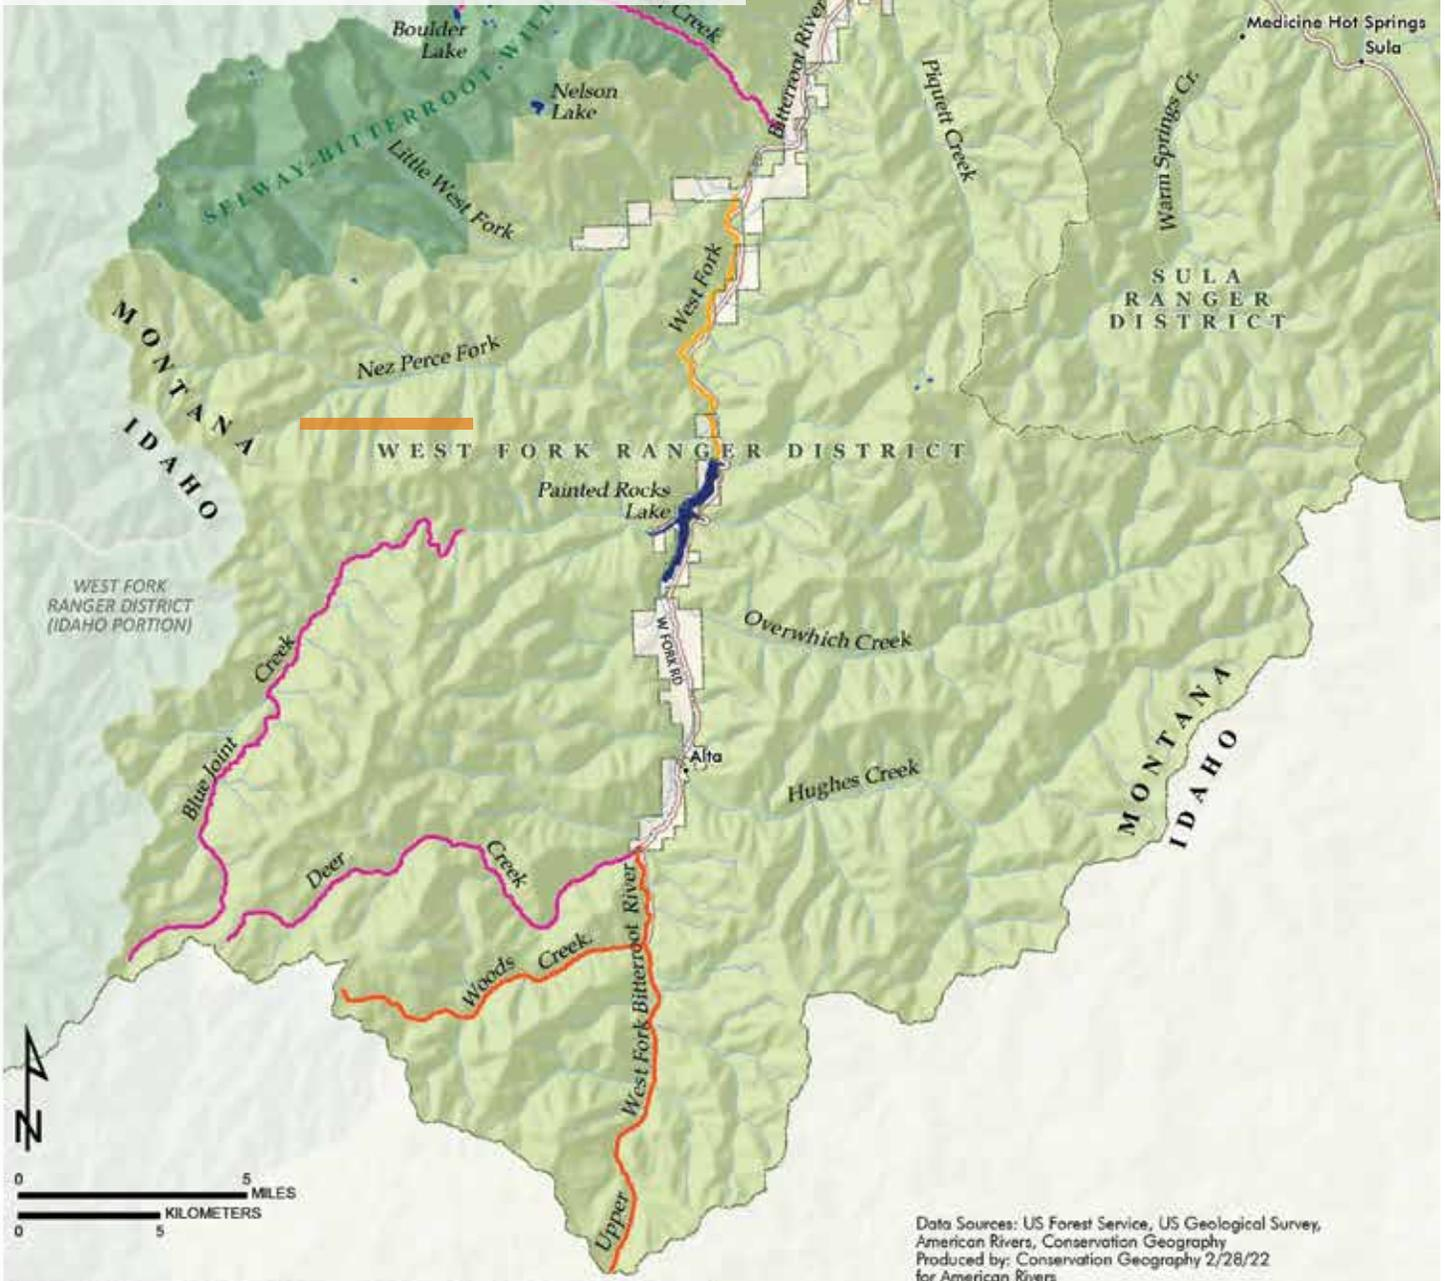 Creek
Boulder
Lake
Bitterroot River
Medicine Hot Springs
Sula
SELWAY-BITTERROOT WILD
Nelson
Lake
Little West Fork
Piquett Creek
Warm Springs Cr.
West Fork
SULA
RANGER
DISTRICT
MONTANA
IDAHO
Nez Perce Fork
WEST FORK RANGER DISTRICT
Painted Rocks
Lake
WEST FORK
RANGER DISTRICT
(IDAHO PORTION)
Overwhich Creek
W FORK RD
Blue Joint Creek
Alta
Hughes Creek
MONTANA
IDAHO
Deer Creek
Woods Creek
Upper West Fork Bitterroot River
N
0 5 MILES
KILOMETERS
0 5
Data Sources: US Forest Service, US Geological Survey,
American Rivers, Conservation Geography
Produced by: Conservation Geography 2/28/22
for American Rivers